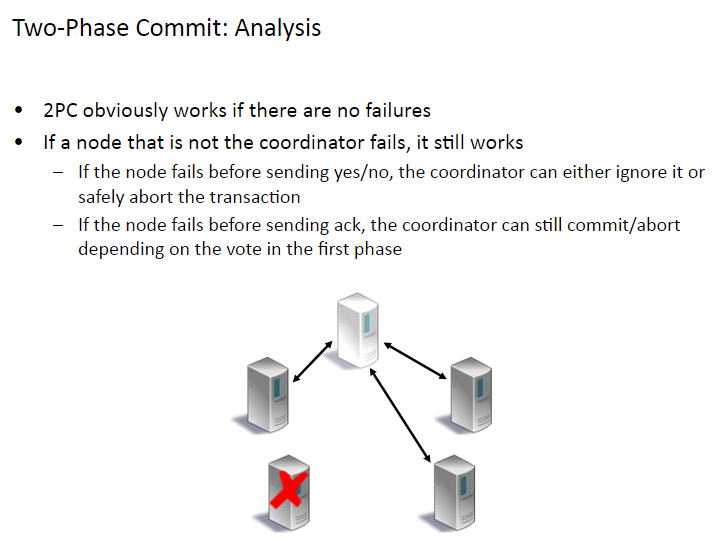 Two-Phase Commit: Analysis
• 2PC obviously works if there are no failures
• If a node that is not the coordinator fails, it still works
– If the node fails before sending yes/no, the coordinator can either ignore it or
safely abort the transaction
– If the node fails before sending ack, the coordinator can still commit/abort
depending on the vote in the first phase